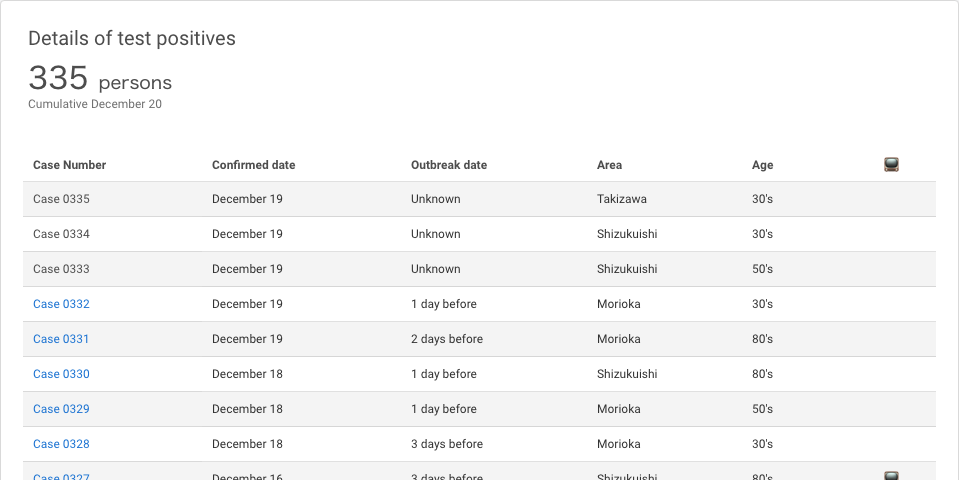 Details of test positives
335 persons
Cumulative December 20
Case Number Confirmed date Outbreak date Area Age
Case 0335 December 19 Unknown Takizawa 30's
Case 0334 December 19 Unknown Shizukuishi 30's
Case 0333 December 19 Unknown Shizukuishi 50's
Case 0332 December 19 1 day before Morioka 30's
Case 0331 December 19 2 days before Morioka 80's
Case 0330 December 18 1 day before Shizukuishi 80's
Case 0329 December 18 1 day before Morioka 50's
Case 0328 December 18 3 days before Morioka 30's
Case 0327 December 16 3 days before Shizukuishi 80's